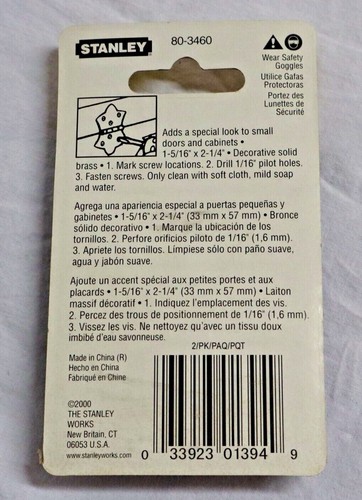 STANLEY
80-3460
Wear Safety
Goggles
Utilice Gafas
Protectoras
Portez des
Lunettes de
Sécurité
Adds a special look to small
doors and cabinets •
1-5/16" x 2-1/4" • Decorative solid
brass • 1. Mark screw locations. 2. Drill 1/16" pilot holes.
3. Fasten screws. Only clean with soft cloth, mild soap
and water.
Agrega una apariencia especial a puertas pequeñas y
gabinetes • 1-5/16" x 2-1/4" (33 mm x 57 mm) • Bronce
sólido decorativo • 1. Marque la ubicación de los
tornillos. 2. Perfore orificios piloto de 1/16" (1,6 mm).
3. Apriete los tornillos. Límpiese sólo con paño suave,
agua y jabón suave.
Ajoute un accent spécial aux petites portes et aux
placards • 1-5/16" x 2-1/4" (33 mm x 57 mm) • Laiton
massif décoratif • 1. Indiquez l'emplacement des vis.
2. Percez des trous de positionnement de 1/16" (1,6 mm).
3. Vissez les vis. Ne nettoyez qu'avec un tissu doux
imbibé d'eau savonneuse.
2/PK/PAQ/PQT
Made in China (R)
Hecho en China
Fabriqué en Chine
©2000
THE STANLEY
WORKS
New Britain, CT
06053 U.S.A.
www.stanleyworks.com
0 33923 01394 9